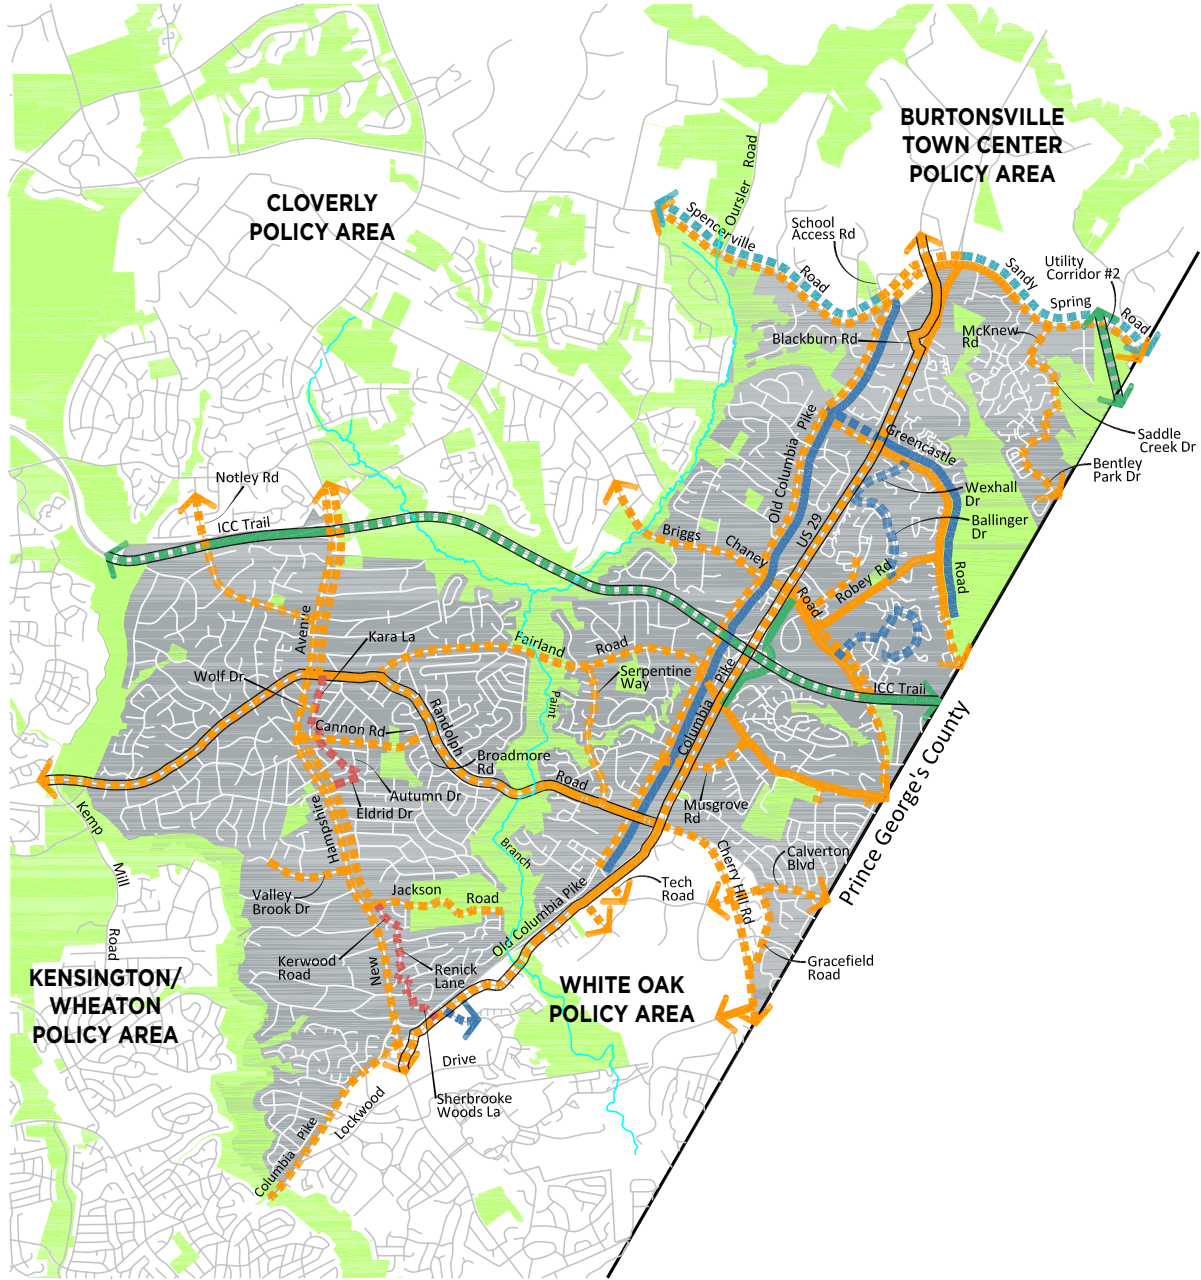 BURTONSVILLE
TOWN CENTER
POLICY AREA
CLOVERLY
POLICY AREA
Oursler Road
Spencerville
Road
School
Access Rd
Sandy
Spring
Road
Utility
Corridor #2
Blackburn Rd
McKnew
Rd
Saddle
Creek Dr
Bentley
Park Dr
Old Columbia Pike
Greencastle
Road
Wexhall
Dr
Ballinger
Dr
US 29
Notley Rd
ICC Trail
Briggs
Chaney
Road
Robey Rd
Avenue
Kara La
Fairland
Road
Serpentine
Way
Wolf Dr
Cannon Rd
Randolph
Road
Paint
Branch
Columbia Pike
ICC Trail
Broadmore
Rd
Autumn Dr
Eldrid Dr
Musgrove
Rd
Prince George's County
Kemp
Mill
Road
Hampshire
New
Valley
Brook Dr
Jackson
Road
Calverton
Blvd
Cherry Hill Rd
Tech
Road
Old Columbia Pike
Kerwood
Road
Renick
Lane
Gracefield
Road
KENSINGTON/
WHEATON
POLICY AREA
WHITE OAK
POLICY AREA
Lockwood
Drive
Sherbrooke
Woods La
Columbia Pike